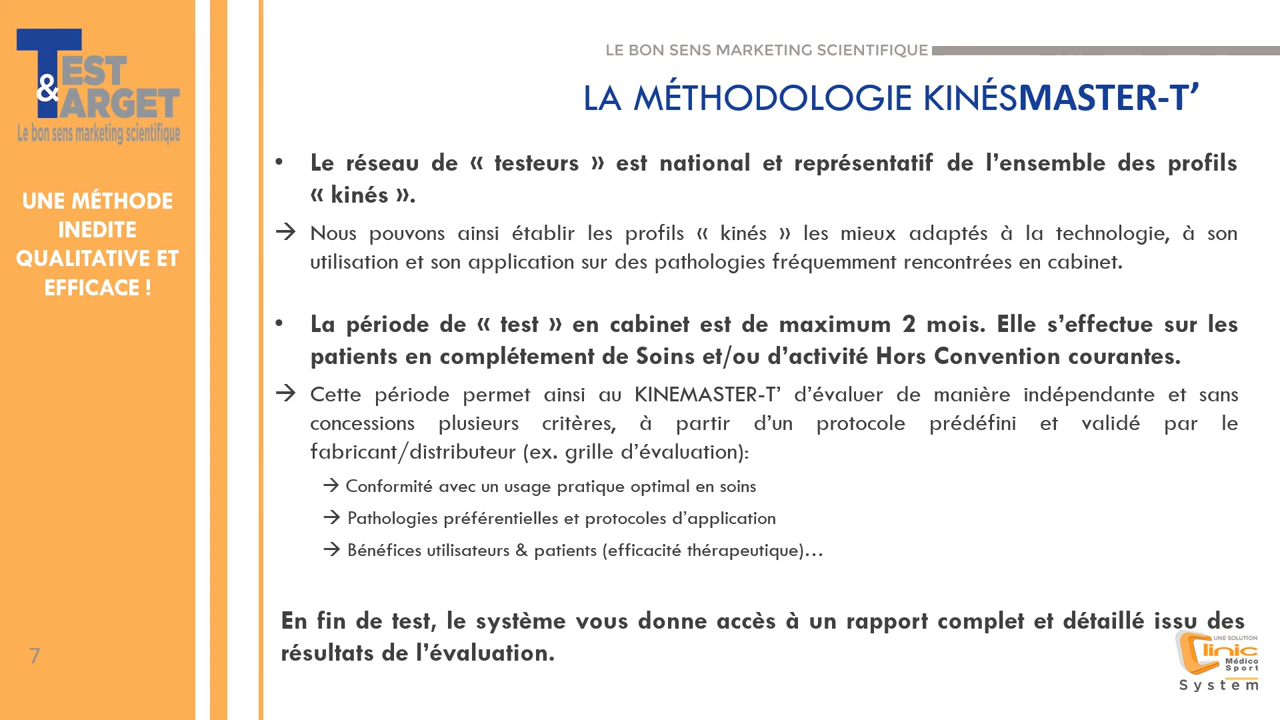 TEST
& TARGET
Le bon sens marketing scientifique
UNE MÉTHODE
INEDITE
QUALITATIVE ET
EFFICACE !
7
LE BON SENS MARKETING SCIENTIFIQUE
LA MÉTHODOLOGIE KINÉSMASTER-T’
• Le réseau de « testeurs » est national et représentatif de l’ensemble des profils
« kinés ».
→ Nous pouvons ainsi établir les profils « kinés » les mieux adaptés à la technologie, à son
utilisation et son application sur des pathologies fréquemment rencontrées en cabinet.
• La période de « test » en cabinet est de maximum 2 mois. Elle s’effectue sur les
patients en complétement de Soins et/ou d’activité Hors Convention courantes.
→ Cette période permet ainsi au KINEMASTER-T’ d’évaluer de manière indépendante et sans
concessions plusieurs critères, à partir d’un protocole prédéfini et validé par le
fabricant/distributeur (ex. grille d’évaluation):
→ Conformité avec un usage pratique optimal en soins
→ Pathologies préférentielles et protocoles d’application
→ Bénéfices utilisateurs & patients (efficacité thérapeutique)…
En fin de test, le système vous donne accès à un rapport complet et détaillé issu des
résultats de l’évaluation.
UNE SOLUTION
Clinic
Médico
Sport
System